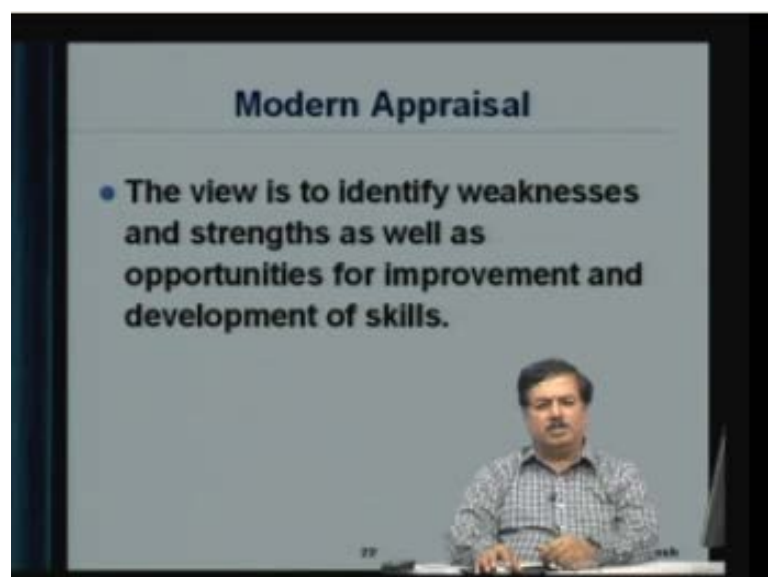 Modern Appraisal
• The view is to identify weaknesses
and strengths as well as
opportunities for improvement and
development of skills.